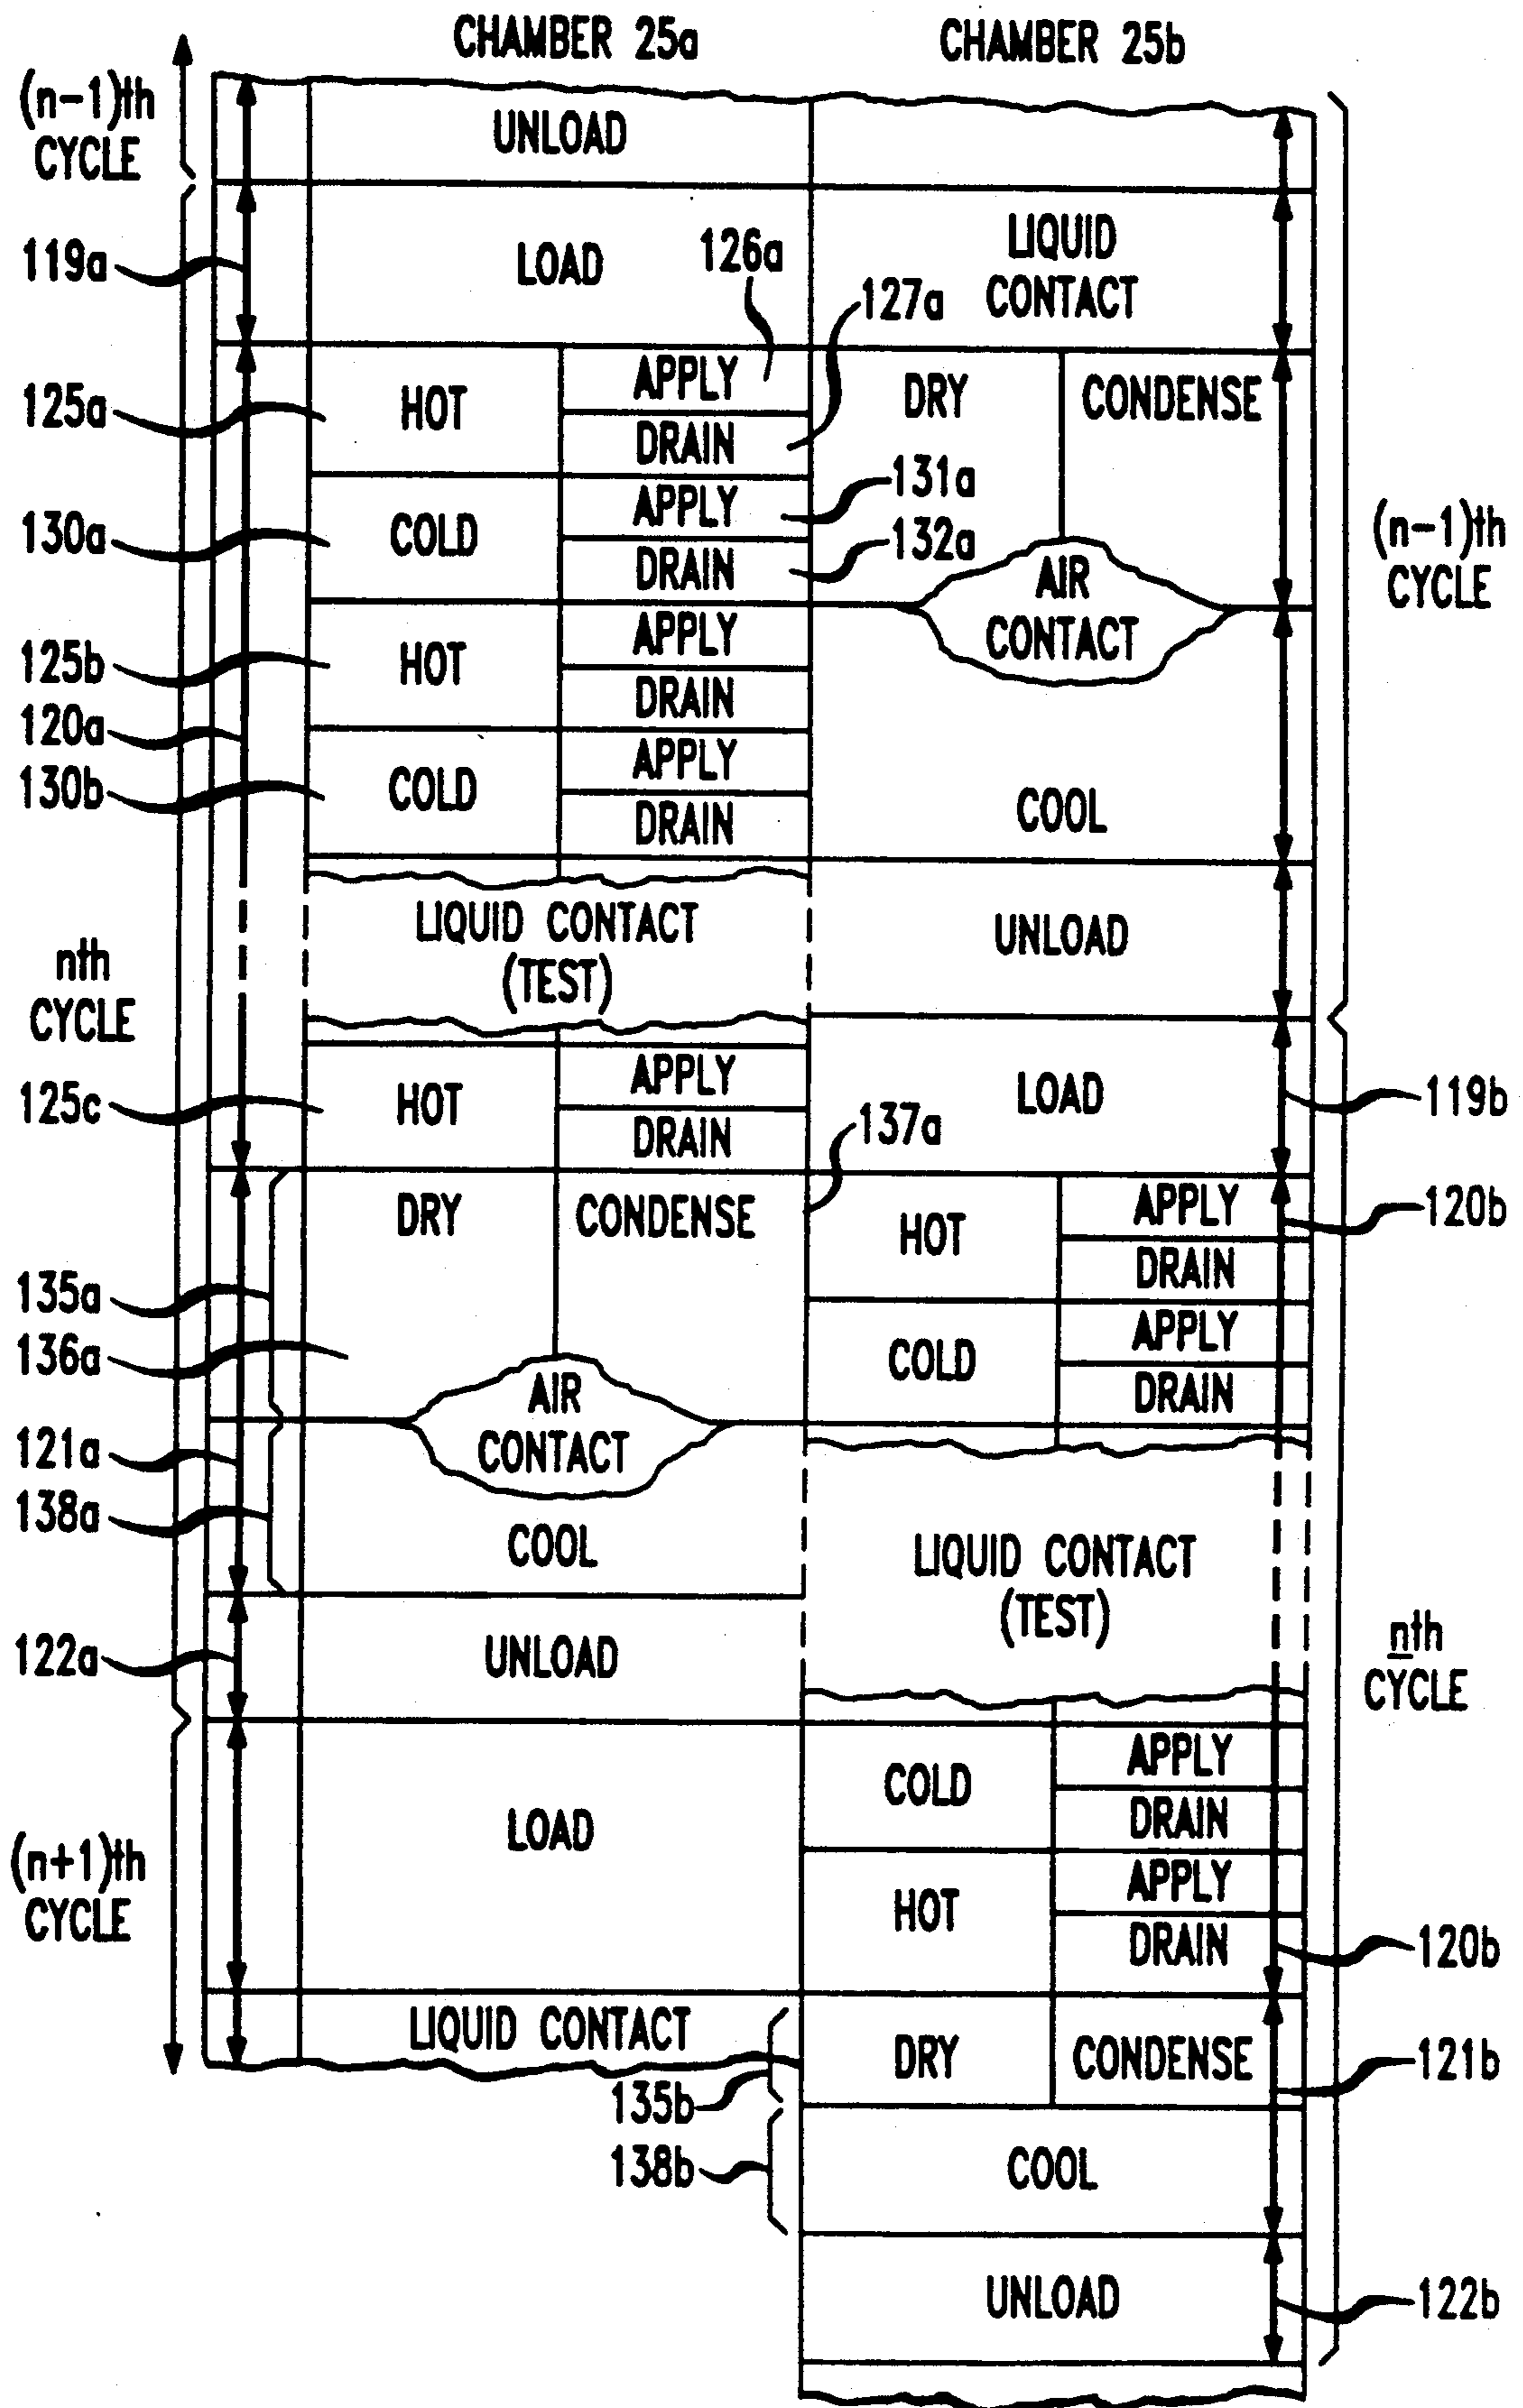 CHAMBER 25a CHAMBER 25b
(n-1)th
CYCLE
UNLOAD
119a
LOAD
126a
LIQUID
CONTACT
127a
125a
HOT
APPLY
DRAIN
DRY
CONDENSE
130a
COLD
APPLY
DRAIN
131a
132a
AIR
CONTACT
(n-1)th
CYCLE
125b
HOT
APPLY
DRAIN
120a
130b
COLD
APPLY
DRAIN
COOL
nth
CYCLE
LIQUID CONTACT
(TEST)
UNLOAD
125c
HOT
APPLY
DRAIN
137a
LOAD
119b
135a
136a
DRY
CONDENSE
HOT
APPLY
DRAIN
120b
COLD
APPLY
DRAIN
121a
138a
AIR
CONTACT
COOL
LIQUID CONTACT
(TEST)
122a
UNLOAD
nth
CYCLE
(n+1)th
CYCLE
LOAD
COLD
APPLY
DRAIN
HOT
APPLY
DRAIN
120b
LIQUID CONTACT
135b
DRY
CONDENSE
121b
138b
COOL
UNLOAD
122b